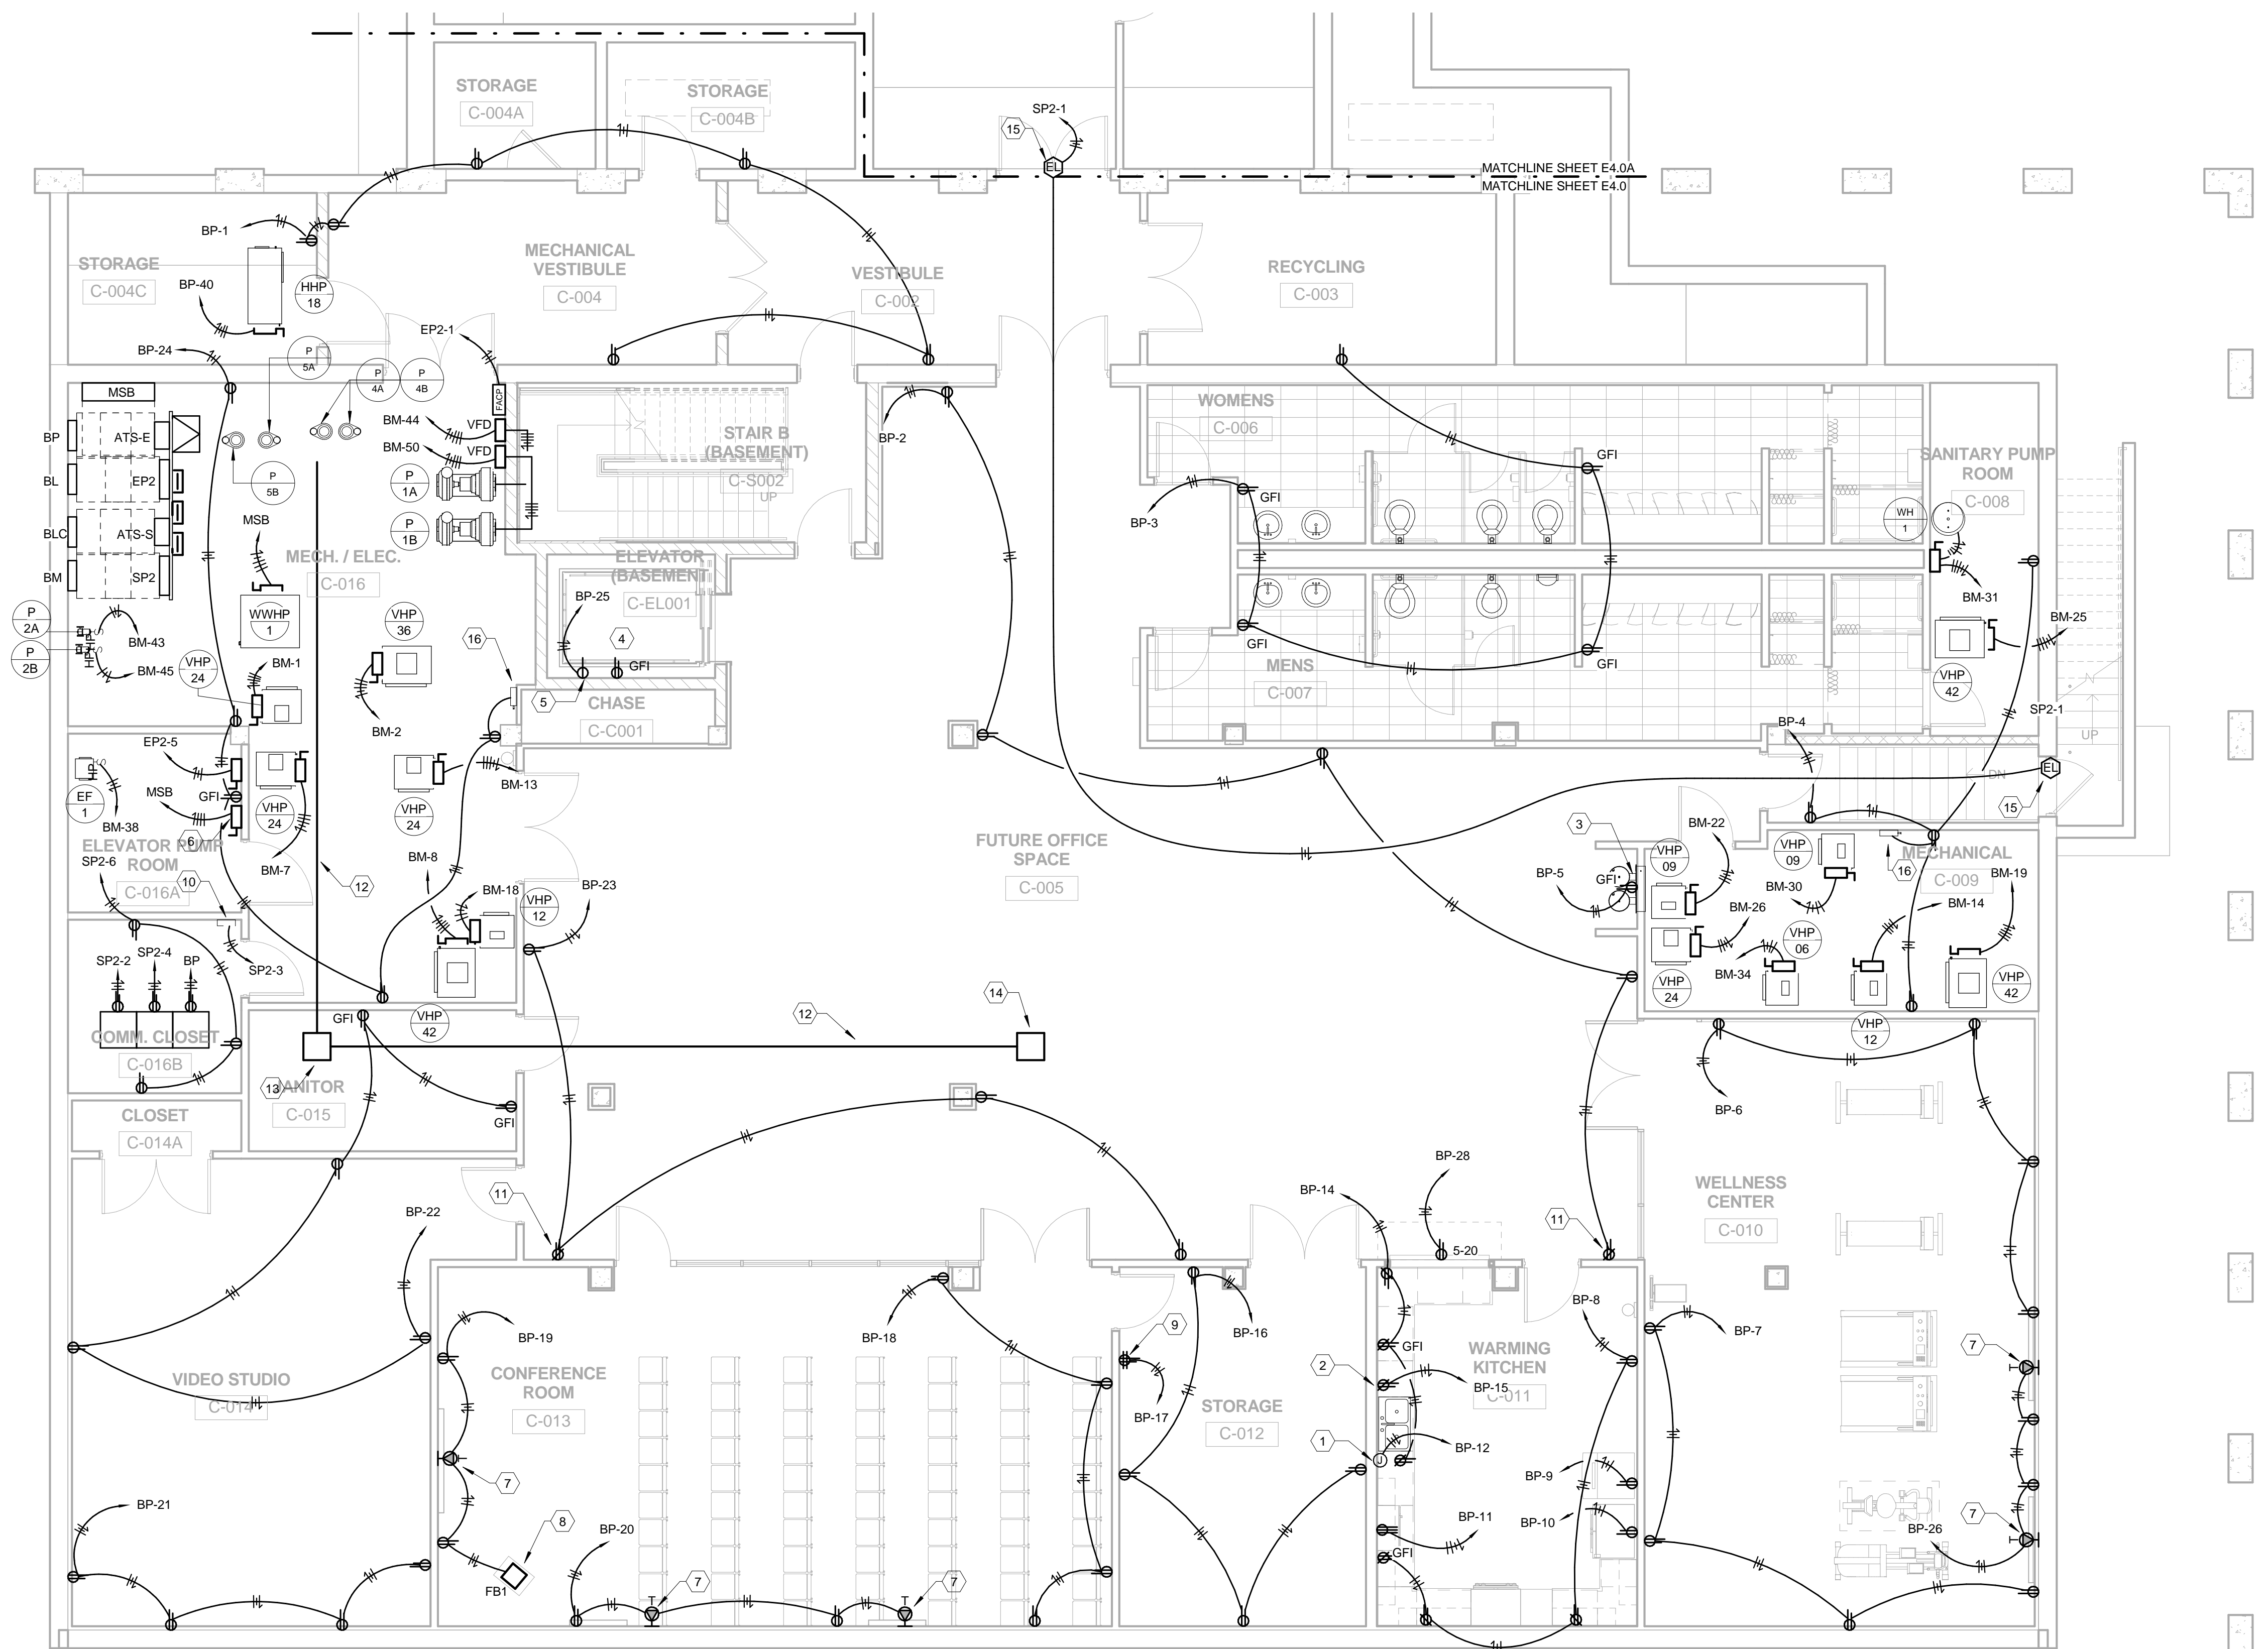 STORAGE
C-004A
STORAGE
C-004B
SP2-1
15
EL
MATCHLINE SHEET E4.0A
MATCHLINE SHEET E4.0
BP-1
STORAGE
C-004C
BP-40
HHP
18
MECHANICAL
VESTIBULE
C-004
VESTIBULE
C-002
RECYCLING
C-003
BP-24
P
5A
P
4A
P
4B
EP2-1
FACP
MSB
BP
ATS-E
BL
EP2
BLC
ATS-S
BM
SP2
P
5B
BM-44
VFD
BM-50
VFD
P
1A
P
1B
STAIR B
(BASEMENT)
C-S002
UP
BP-2
WOMENS
C-006
GFI
GFI
BP-3
SANITARY PUMP
ROOM
C-008
WH
1
BM-31
BM-25
VHP
42
MSB
MECH. / ELEC.
C-016
WWHP
1
VHP
36
BM-2
P
2A
P
2B
BM-43
BM-45
VHP
24
BM-1
ELEVATOR
(BASEMENT
C-EL001
BP-25
4
GFI
16
5
CHASE
C-C001
GFI
GFI
MENS
C-007
BP-4
SP2-1
UP
DN
EL
15
EP2-5
MSB
GFI
EF
1
HP
BM-38
6
VHP
24
BM-7
VHP
24
BM-13
ELEVATOR PUMP
ROOM
C-016A
SP2-6
10
12
BM-8
BM-18
VHP
12
BP-23
FUTURE OFFICE
SPACE
C-005
3
BP-5
GFI
VHP
09
BM-22
VHP
09
BM-30
16
MECHANICAL
C-009
BM-19
BM-26
BM-14
VHP
06
BM-34
VHP
24
VHP
42
VHP
12
SP2-3
SP2-2
SP2-4
BP
COMM. CLOSET
C-016B
GFI
VHP
42
12
14
13
JANITOR
C-015
GFI
CLOSET
C-014A
BP-6
WELLNESS
CENTER
C-010
BP-22
11
BP-14
BP-28
5-20
11
BP-19
BP-18
9
BP-16
BP-8
BP-7
7
VIDEO STUDIO
C-014
CONFERENCE
ROOM
C-013
BP-17
STORAGE
C-012
2
GFI
WARMING
KITCHEN
C-011
BP-15
1
J
BP-12
7
T
BP-9
BP-10
BP-11
GFI
7
T
BP-26
BP-21
8
FB1
BP-20
T
7
T
7